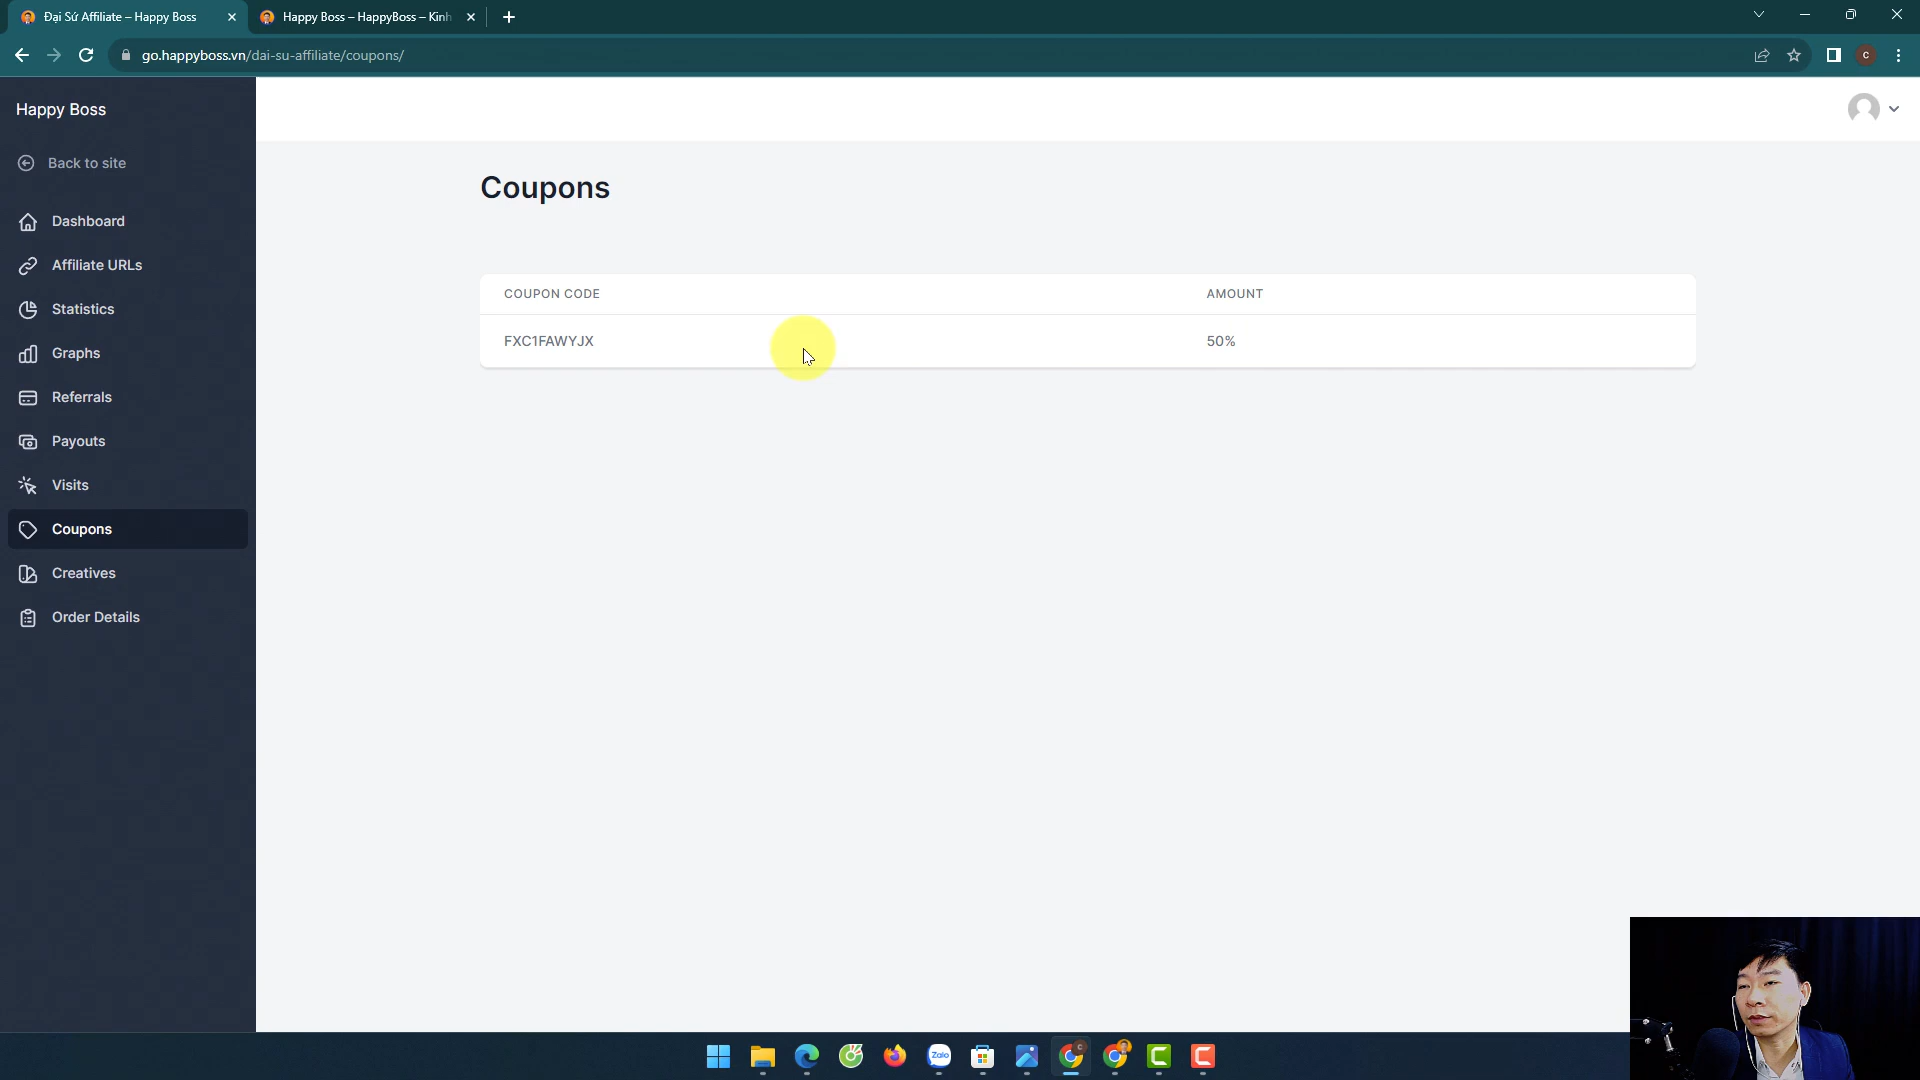 Đại Sứ Affiliate – Happy Boss
Happy Boss – HappyBoss – Kinh
go.happyboss.vn/dai-su-affiliate/coupons/
C
Happy Boss
Back to site
Dashboard
Affiliate URLs
Statistics
Graphs
Referrals
Payouts
Visits
Coupons
Creatives
Order Details
Coupons
COUPON CODE AMOUNT
FXC1FAWYJX 50%
Zalo
C